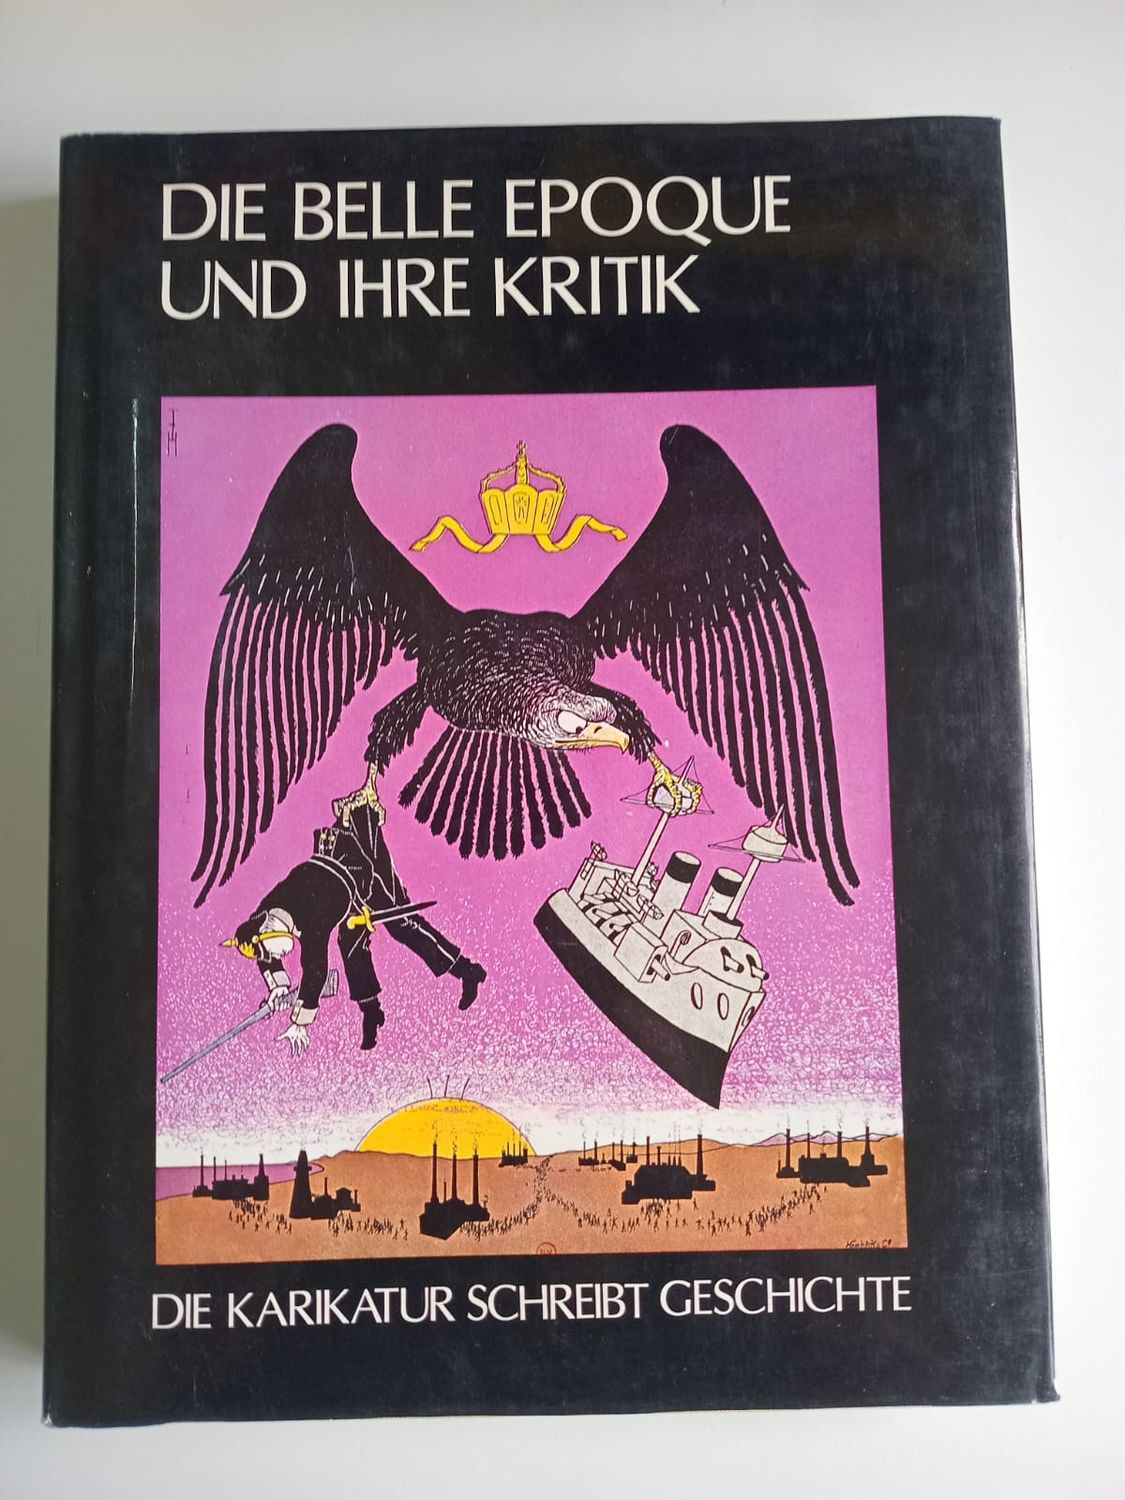 DIE BELLE EPOQUE
UND IHRE KRITIK
DIE KARIKATUR SCHREIBT GESCHICHTE